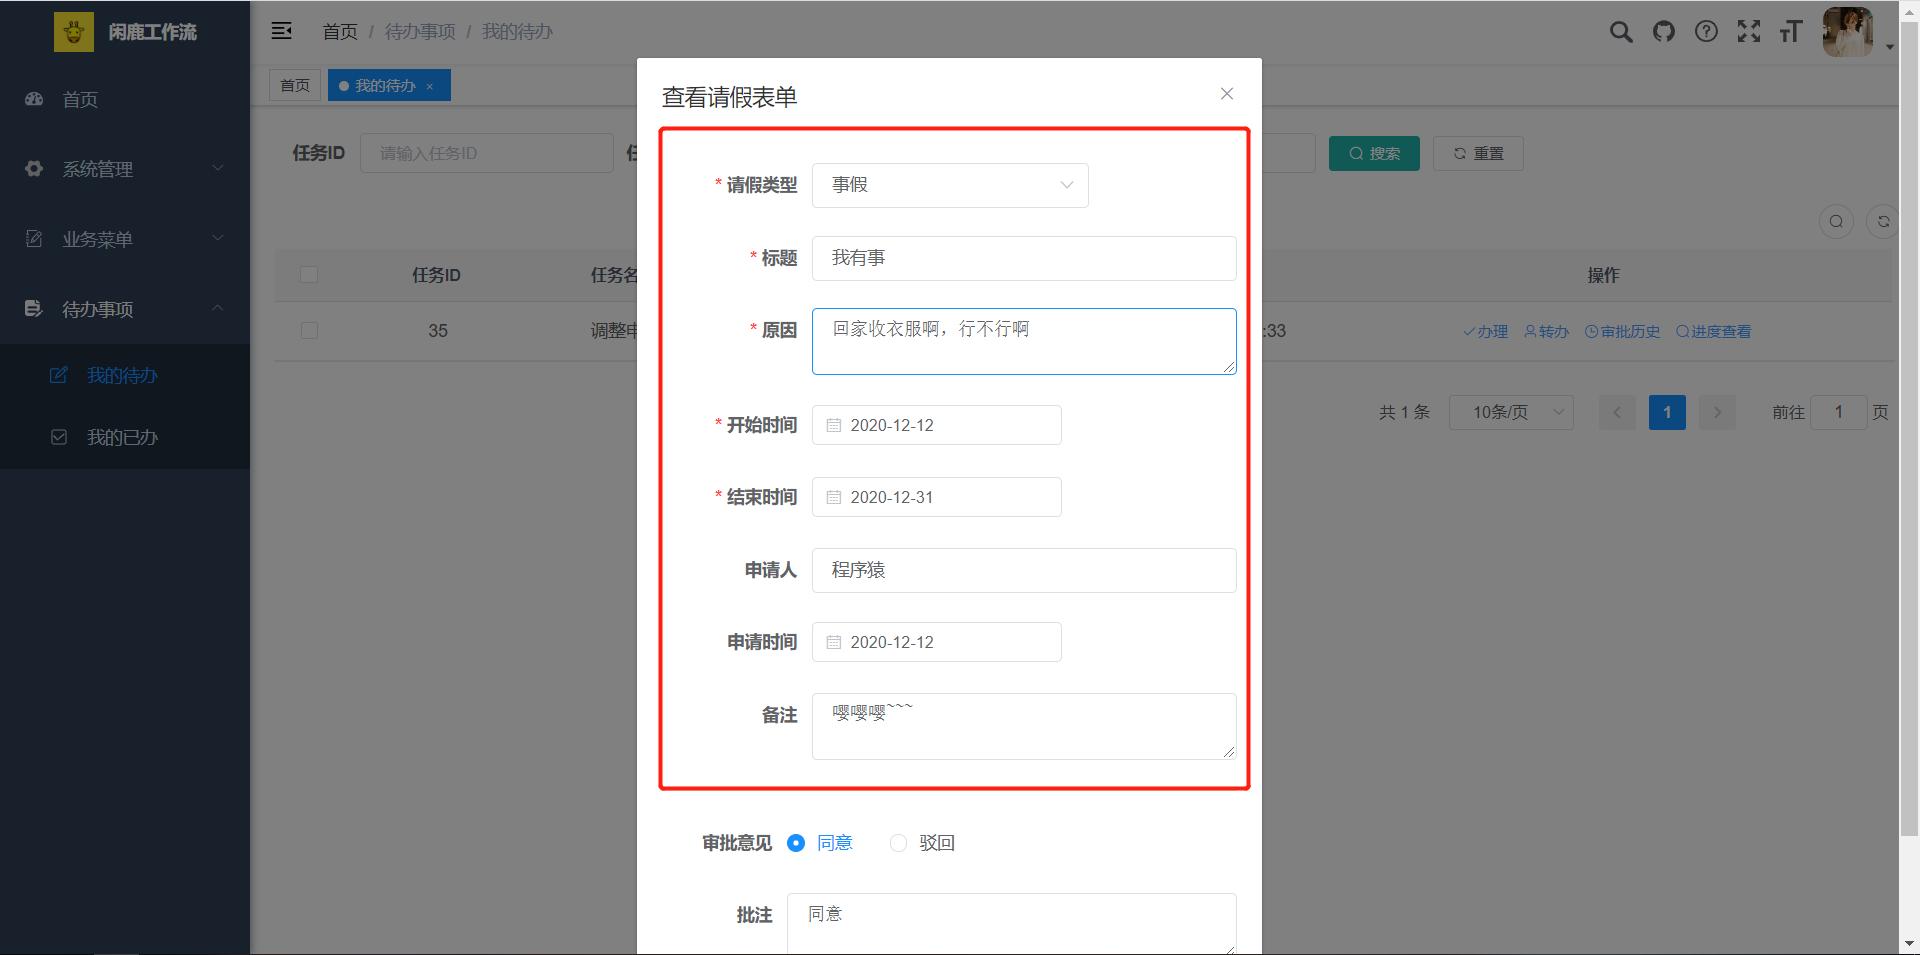 闲鹿工作流
首页 / 待办事项 / 我的待办
首页
系统管理
业务菜单
待办事项
我的待办
我的已办
首页
我的待办 ×
任务ID 请输入任务ID
搜索
重置
任务ID 任务名 操作
35 调整申 :33 办理 转办 审批历史 进度查看
共 1 条 10条/页 1 前往 1 页
查看请假表单
* 请假类型 事假
* 标题 我有事
* 原因 回家收衣服啊，行不行啊
* 开始时间 2020-12-12
* 结束时间 2020-12-31
申请人 程序猿
申请时间 2020-12-12
备注 嘤嘤嘤~~~
审批意见 同意 驳回
批注 同意